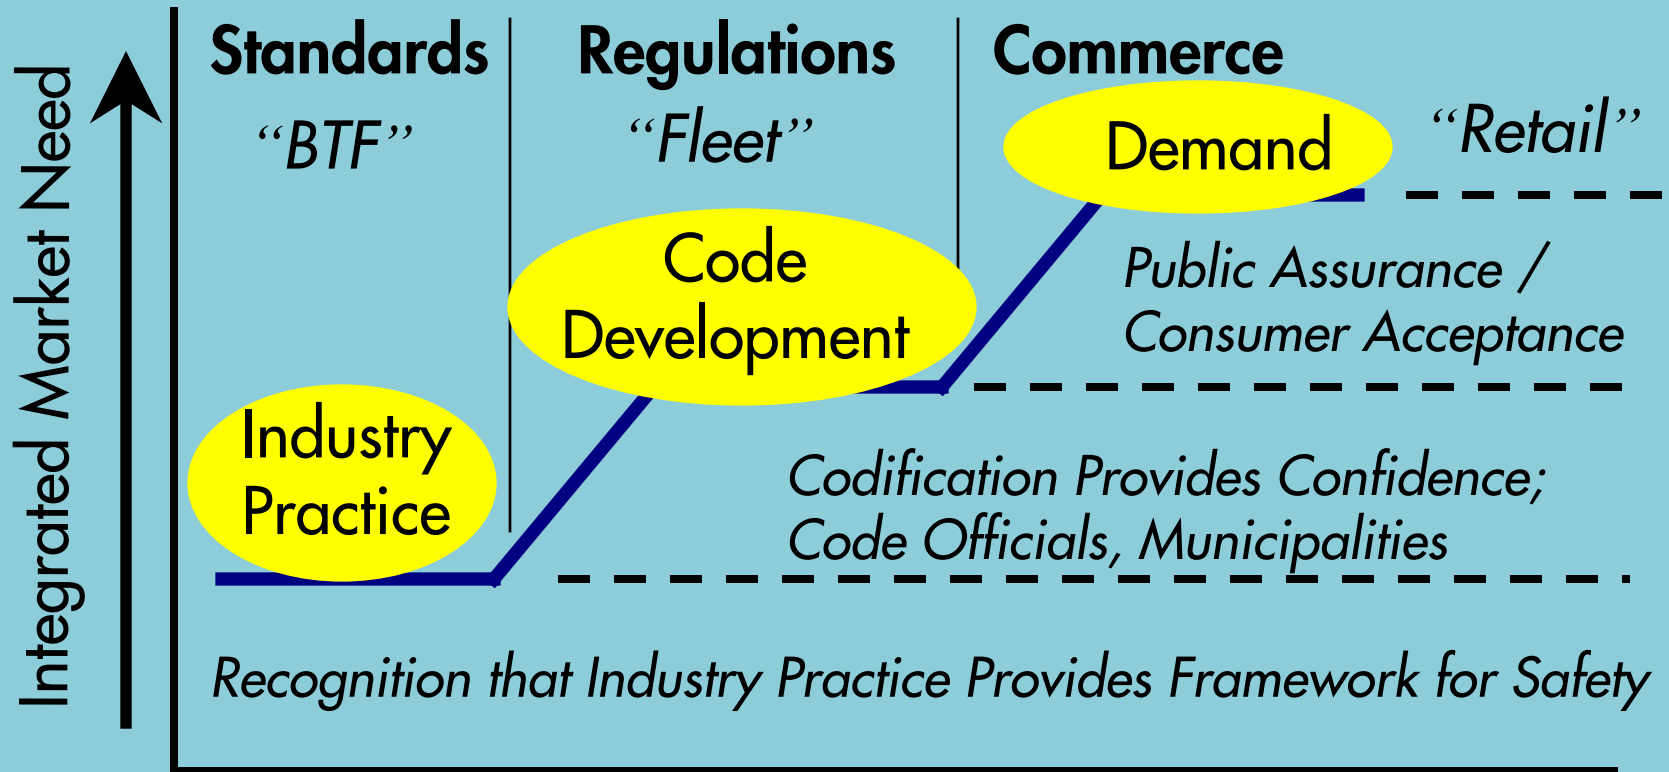 Integrated Market Need
Standards
Regulations
Commerce
“BTF”
“Fleet”
Demand
“Retail”
Code
Development
Public Assurance /
Consumer Acceptance
Industry
Practice
Codification Provides Confidence;
Code Officials, Municipalities
Recognition that Industry Practice Provides Framework for Safety